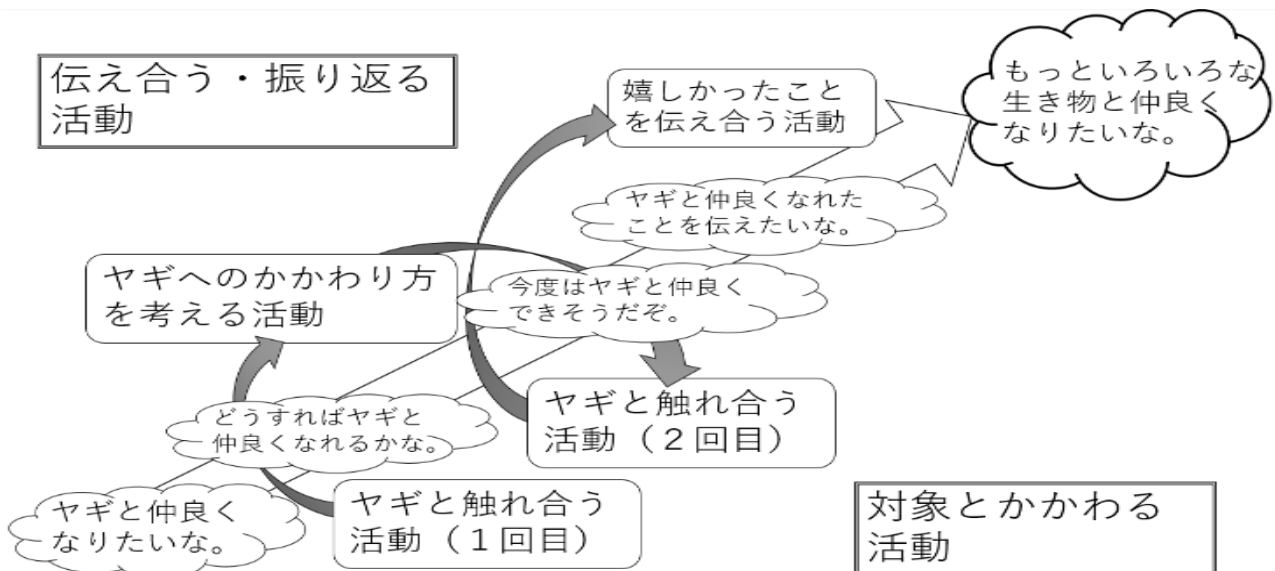 伝え合う・振り返る
活動
嬉しかったこと
を伝え合う活動
もっといろいろな
生き物と仲良く
なりたいな。
ヤギと仲良くなれた
ことを伝えたいな。
ヤギへのかかわり方
を考える活動
今度はヤギと仲良く
できそうだぞ。
ヤギと触れ合う
活動（２回目）
どうすればヤギと
仲良くなれるかな。
ヤギと仲良く
なりたいな。
ヤギと触れ合う
活動（１回目）
対象とかかわる
活動